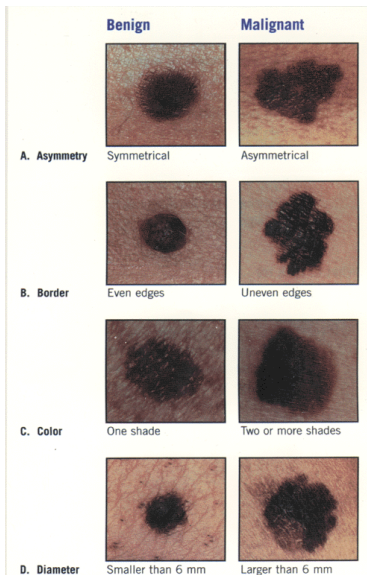 Benign Malignant
A. Asymmetry Symmetrical Asymmetrical
B. Border Even edges Uneven edges
C. Color One shade Two or more shades
D. Diameter Smaller than 6 mm Larger than 6 mm